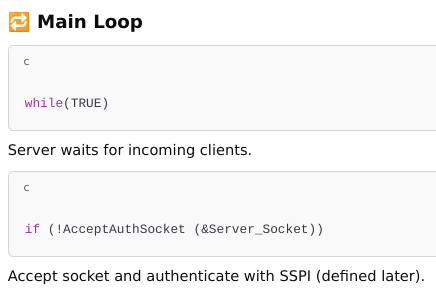 🔁 Main Loop
c
while(TRUE)
Server waits for incoming clients.
c
if (!AcceptAuthSocket (&Server_Socket))
Accept socket and authenticate with SSPI (defined later).